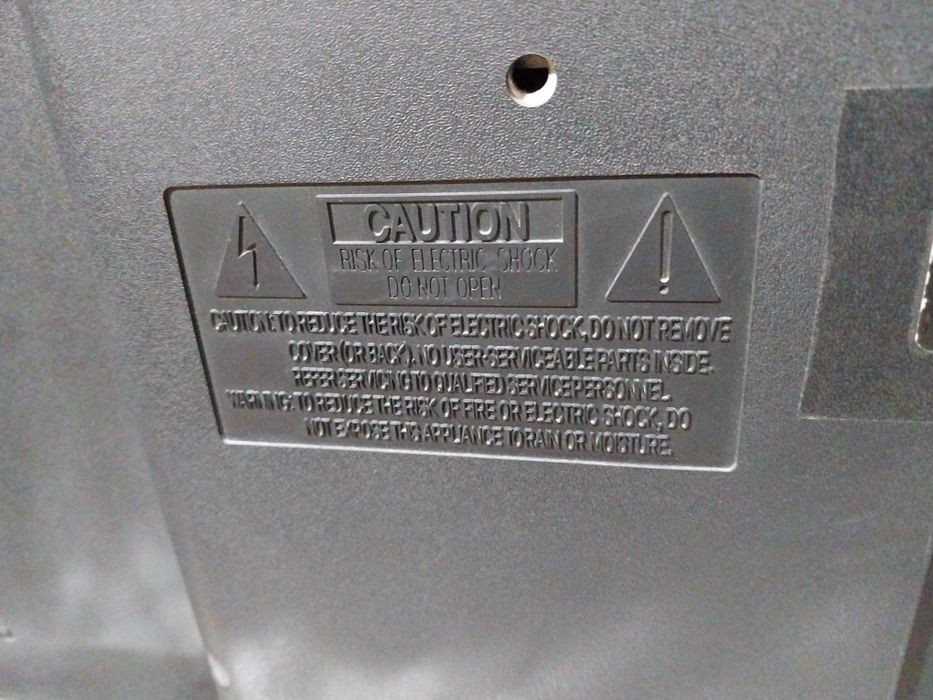 CAUTION
RISK OF ELECTRIC SHOCK
DO NOT OPEN
CAUTION: TO REDUCE THE RISK OF ELECTRIC SHOCK, DO NOT REMOVE
COVER (OR BACK). NO USER-SERVICEABLE PARTS INSIDE.
REFER SERVICING TO QUALIFIED SERVICE PERSONNEL.
WARNING: TO REDUCE THE RISK OF FIRE OR ELECTRIC SHOCK, DO
NOT EXPOSE THIS APPLIANCE TO RAIN OR MOISTURE.